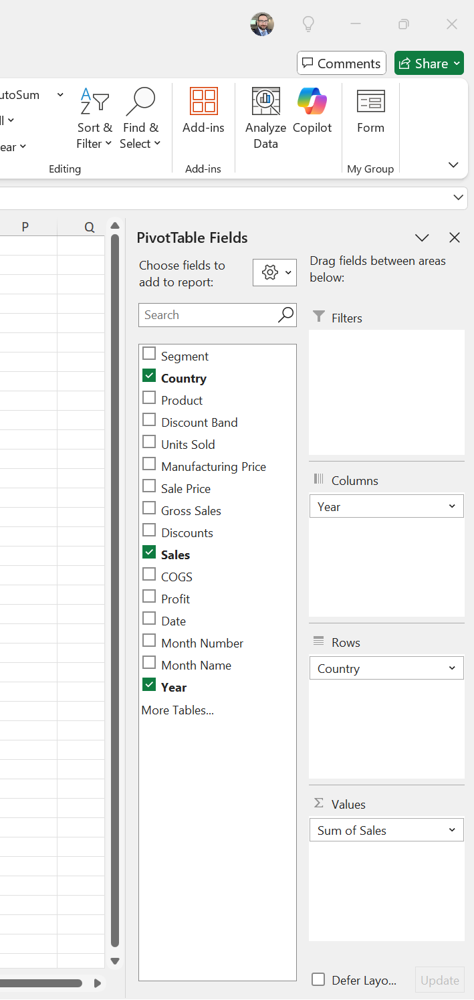 Comments
Share
utoSum
ll
ear
Sort &
Filter
Find &
Select
Add-ins
Analyze
Data
Copilot
Form
Editing
Add-ins
My Group
P
Q
PivotTable Fields
Choose fields to
add to report:
Search
Segment
Country
Product
Discount Band
Units Sold
Manufacturing Price
Sale Price
Gross Sales
Discounts
Sales
COGS
Profit
Date
Month Number
Month Name
Year
More Tables...
Drag fields between areas
below:
Filters
Columns
Year
Rows
Country
Σ Values
Sum of Sales
Defer Layo...
Update